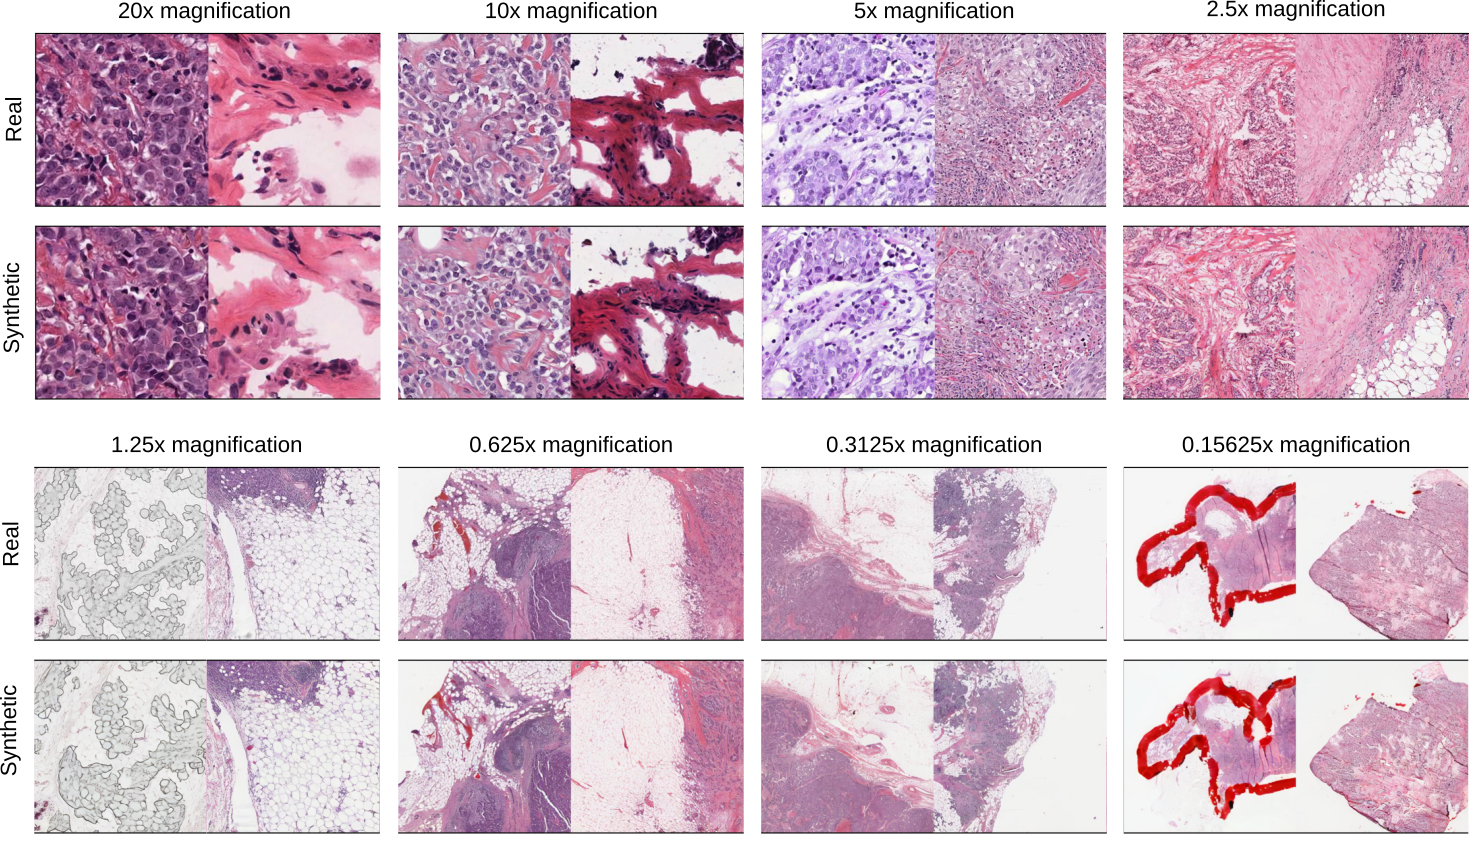 20x magnification
10x magnification
5x magnification
2.5x magnification
Real
Synthetic
1.25x magnification
0.625x magnification
0.3125x magnification
0.15625x magnification
Real
Synthetic